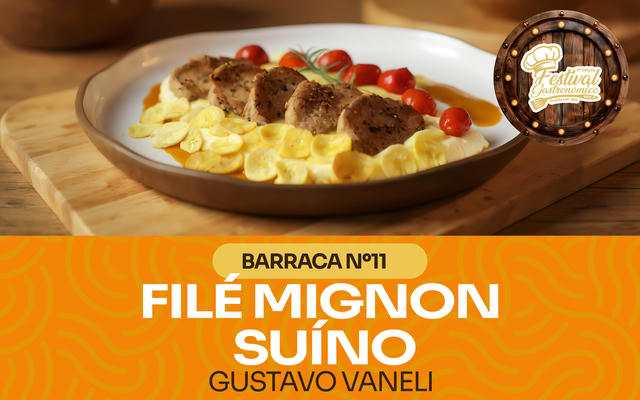 Festival
Gastronômico
BARRACA Nº11
FILÉ MIGNON
SUÍNO
GUSTAVO VANELI